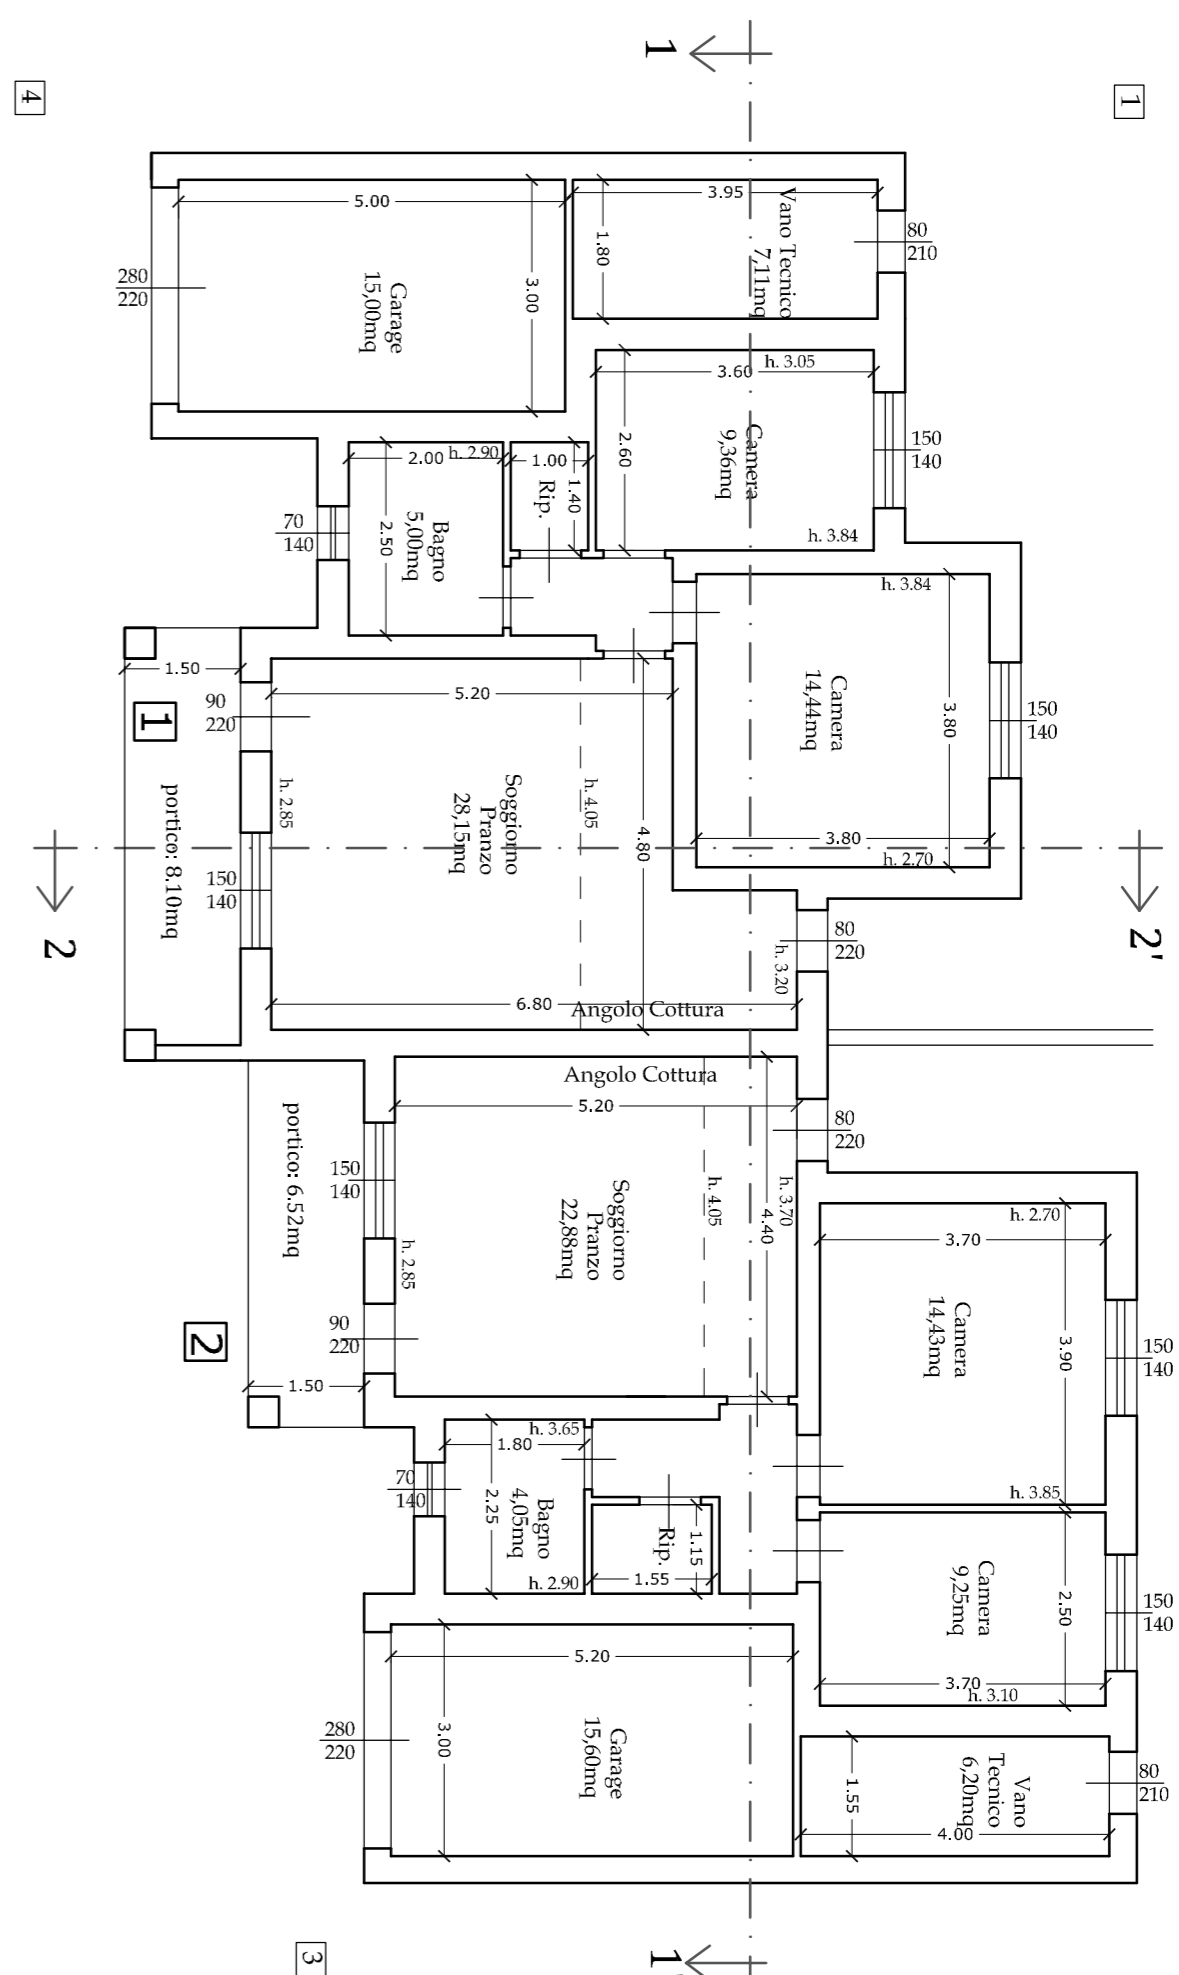 1
4
1
5.00
3.95
Vano Tecnico
7,11mq
1.80
80
210
280
220
Garage
15,00mq
3.00
h. 3.05
3.60
2.60
Camera
9,36mq
150
140
h. 2.90
2.00
1.00
1.40
Rip.
h. 3.84
70
140
2.50
Bagno
5,00mq
h. 3.84
1.50
5.20
90
220
1
Camera
14,44mq
3.80
150
140
portico: 8.10mq
h. 2.85
Soggiorno
Pranzo
28,15mq
h. 4.05
4.80
3.80
h. 2.70
150
140
2
2'
80
220
h. 3.20
6.80
Angolo Cottura
Angolo Cottura
5.20
80
220
portico: 6.52mq
150
140
h. 2.85
Soggiorno
Pranzo
22,88mq
h. 4.05
h. 3.70
4.40
h. 2.70
3.70
Camera
14,43mq
3.90
150
140
2
90
220
1.50
h. 3.65
1.80
70
140
2.25
Bagno
4,05mq
h. 2.90
Rip.
1.15
1.55
h. 3.85
Camera
9,25mq
2.50
150
140
3.70
h. 3.10
5.20
280
220
3.00
Garage
15,60mq
1.55
Vano
Tecnico
6,20mq
4.00
80
210
3
1'